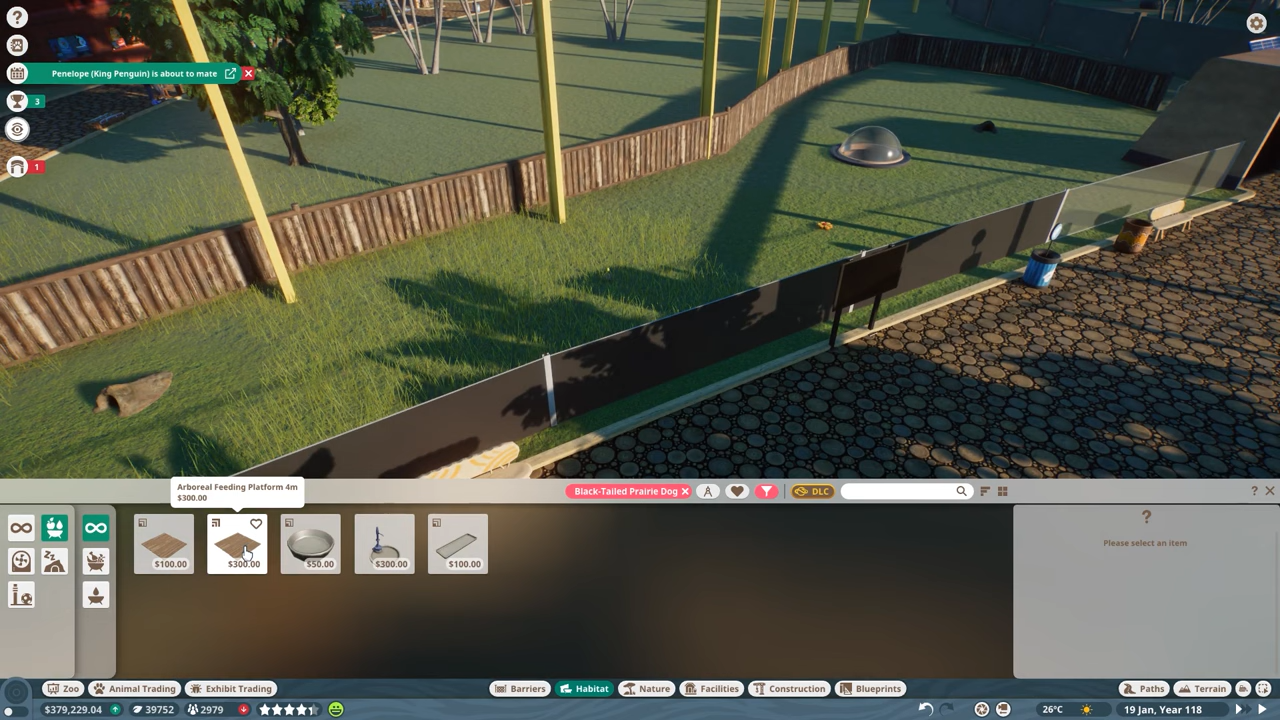 ?
Penelope (King Penguin) is about to mate
3
1
Arboreal Feeding Platform 4m
$300.00
Black-Tailed Prairie Dog
DLC
?
$100.00
$300.00
$50.00
$300.00
$100.00
?
Please select an item
Zoo
Animal Trading
Exhibit Trading
Barriers
Habitat
Nature
Facilities
Construction
Blueprints
Paths
Terrain
$379,229.04
39752
2979
26°C
19 Jan, Year 118